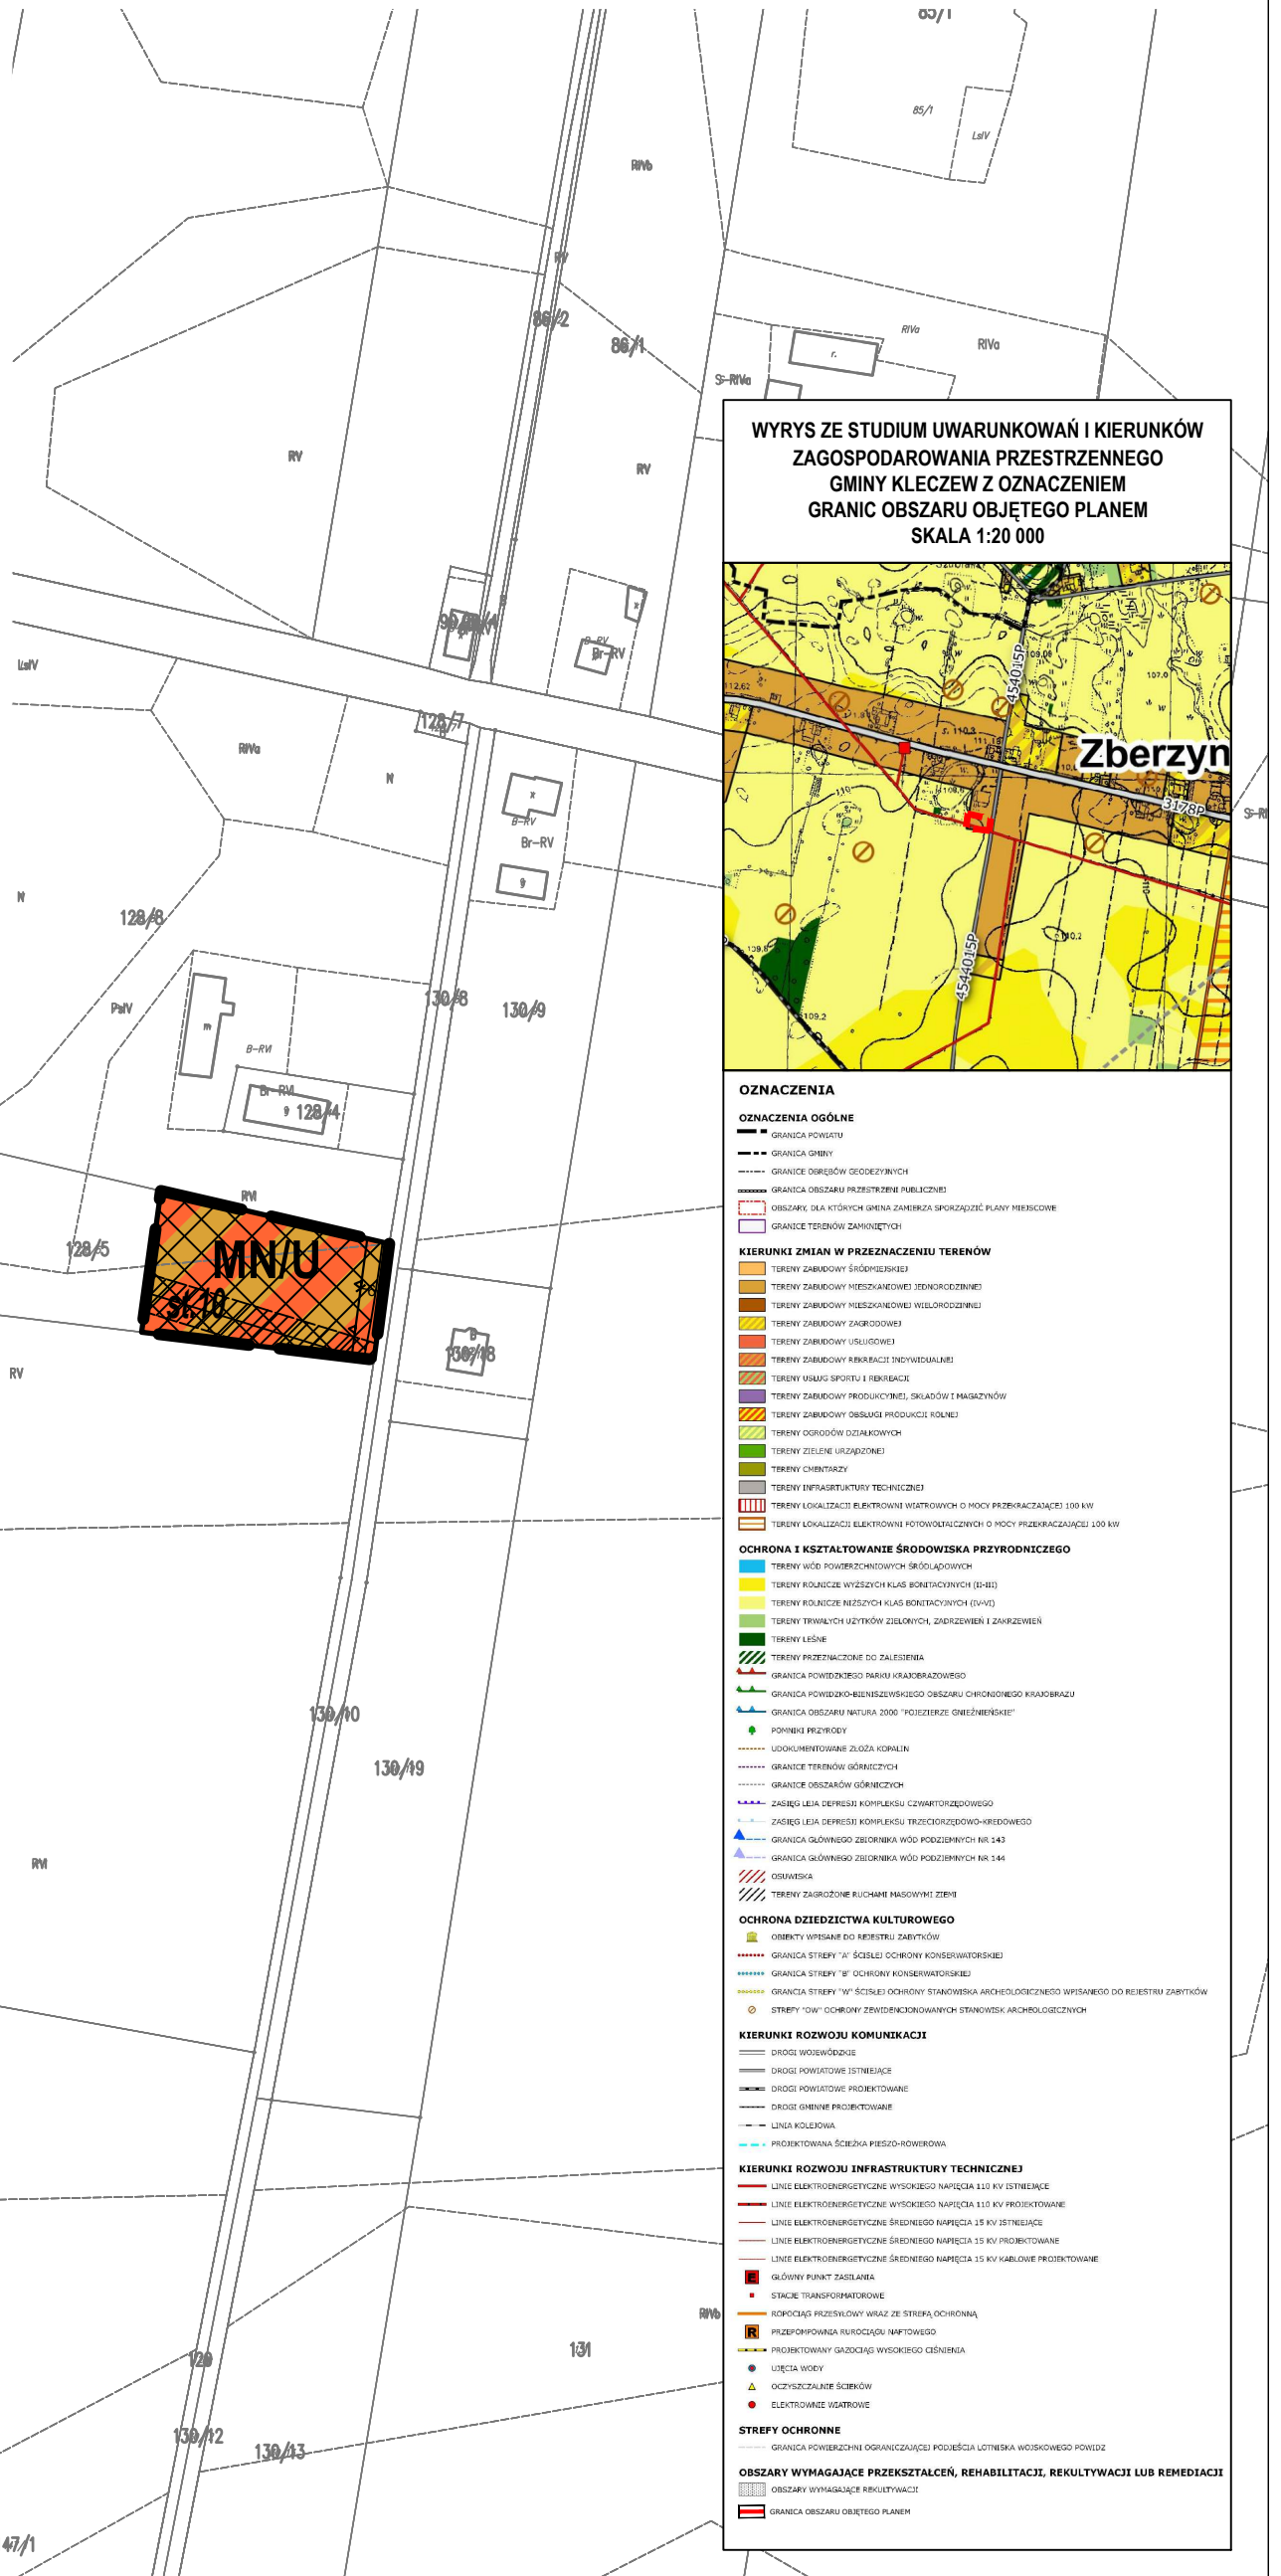 85/1
85/1
LsIV
RIVb
RV
86/2
86/1
RIVa
RIVa
r.
S-RIVa
RV
RV
B-RV
Br-RV
LsIV
128/7
RIVa
N
B-RV
Br-RV
g
N
128/8
130/8
130/9
PsIV
m
B-RVI
Br-RVI
g
128/4
RVI
128/5
MN/U
st.10
B
130/18
RV
130/10
130/19
RVI
RIVb
131
129
130/12
130/13
47/1
S-RI
WYRYS ZE STUDIUM UWARUNKOWAŃ I KIERUNKÓW
ZAGOSPODAROWANIA PRZESTRZENNEGO
GMINY KLECZEW Z OZNACZENIEM
GRANIC OBSZARU OBJĘTEGO PLANEM
SKALA 1:20 000
454015P
107.0
112.62
Zberzyn
3178P
4544015P
110.2
109.8
109.2
OZNACZENIA
OZNACZENIA OGÓLNE
GRANICA POWIATU
GRANICA GMINY
GRANICE OBRĘBÓW GEODEZYJNYCH
GRANICA OBSZARU PRZESTRZENI PUBLICZNEJ
OBSZARY, DLA KTÓRYCH GMINA ZAMIERZA SPORZĄDZIĆ PLANY MIEJSCOWE
GRANICE TERENÓW ZAMKNIĘTYCH
KIERUNKI ZMIAN W PRZEZNACZENIU TERENÓW
TERENY ZABUDOWY ŚRÓDMIEJSKIEJ
TERENY ZABUDOWY MIESZKANIOWEJ JEDNORODZINNEJ
TERENY ZABUDOWY MIESZKANIOWEJ WIELORODZINNEJ
TERENY ZABUDOWY ZAGRODOWEJ
TERENY ZABUDOWY USŁUGOWEJ
TERENY ZABUDOWY REKREACJI INDYWIDUALNEJ
TERENY USŁUG SPORTU I REKREACJI
TERENY ZABUDOWY PRODUKCYJNEJ, SKŁADÓW I MAGAZYNÓW
TERENY ZABUDOWY OBSŁUGI PRODUKCJI ROLNEJ
TERENY OGRODÓW DZIAŁKOWYCH
TERENY ZIELENI URZĄDZONEJ
TERENY CMENTARZY
TERENY INFRASRTUKTURY TECHNICZNEJ
TERENY LOKALIZACJI ELEKTROWNI WIATROWYCH O MOCY PRZEKRACZAJĄCEJ 100 kW
TERENY LOKALIZACJI ELEKTROWNI FOTOWOLTAICZNYCH O MOCY PRZEKRACZAJĄCEJ 100 kW
OCHRONA I KSZTAŁTOWANIE ŚRODOWISKA PRZYRODNICZEGO
TERENY WÓD POWIERZCHNIOWYCH ŚRÓDLĄDOWYCH
TERENY ROLNICZE WYŻSZYCH KLAS BONITACYJNYCH (II-III)
TERENY ROLNICZE NIŻSZYCH KLAS BONITACYJNYCH (IV-VI)
TERENY TRWAŁYCH UŻYTKÓW ZIELONYCH, ZADRZEWIEŃ I ZAKRZEWIEŃ
TERENY LEŚNE
TERENY PRZEZNACZONE DO ZALESIENIA
GRANICA POWIDZKIEGO PARKU KRAJOBRAZOWEGO
GRANICA POWIDZKO-BIENISZEWSKIEGO OBSZARU CHRONIONEGO KRAJOBRAZU
GRANICA OBSZARU NATURA 2000 "POJEZIERZE GNIEŹNIEŃSKIE"
POMNIKI PRZYRODY
UDOKUMENTOWANE ZŁOŻA KOPALIN
GRANICE TERENÓW GÓRNICZYCH
GRANICE OBSZARÓW GÓRNICZYCH
ZASIĘG LEJA DEPRESJI KOMPLEKSU CZWARTORZĘDOWEGO
ZASIĘG LEJA DEPRESJI KOMPLEKSU TRZECIORZĘDOWO-KREDOWEGO
GRANICA GŁÓWNEGO ZBIORNIKA WÓD PODZIEMNYCH NR 143
GRANICA GŁÓWNEGO ZBIORNIKA WÓD PODZIEMNYCH NR 144
OSUWISKA
TERENY ZAGROŻONE RUCHAMI MASOWYMI ZIEMI
OCHRONA DZIEDZICTWA KULTUROWEGO
OBIEKTY WPISANE DO REJESTRU ZABYTKÓW
GRANICA STREFY "A" ŚCISŁEJ OCHRONY KONSERWATORSKIEJ
GRANICA STREFY "B" OCHRONY KONSERWATORSKIEJ
GRANCIA STREFY "W" ŚCISŁEJ OCHRONY STANOWISKA ARCHEOLOGICZNEGO WPISANEGO DO REJESTRU ZABYTKÓW
STREFY "OW" OCHRONY ZEWIDENCJONOWANYCH STANOWISK ARCHEOLOGICZNYCH
KIERUNKI ROZWOJU KOMUNIKACJI
DROGI WOJEWÓDZKIE
DROGI POWIATOWE ISTNIEJĄCE
DROGI POWIATOWE PROJEKTOWANE
DROGI GMINNE PROJEKTOWANE
LINIA KOLEJOWA
PROJEKTOWANA ŚCIEŻKA PIESZO-ROWEROWA
KIERUNKI ROZWOJU INFRASTRUKTURY TECHNICZNEJ
LINIE ELEKTROENERGETYCZNE WYSOKIEGO NAPIĘCIA 110 KV ISTNIEJĄCE
LINIE ELEKTROENERGETYCZNE WYSOKIEGO NAPIĘCIA 110 KV PROJEKTOWANE
LINIE ELEKTROENERGETYCZNE ŚREDNIEGO NAPIĘCIA 15 KV ISTNIEJĄCE
LINIE ELEKTROENERGETYCZNE ŚREDNIEGO NAPIĘCIA 15 KV PROJEKTOWANE
LINIE ELEKTROENERGETYCZNE ŚREDNIEGO NAPIĘCIA 15 KV KABLOWE PROJEKTOWANE
E GŁÓWNY PUNKT ZASILANIA
STACJE TRANSFORMATOROWE
ROPOCIĄG PRZESYŁOWY WRAZ ZE STREFĄ OCHRONNĄ
R PRZEPOMPOWNIA RUROCIĄGU NAFTOWEGO
PROJEKTOWANY GAZOCIĄG WYSOKIEGO CIŚNIENIA
UJĘCIA WODY
OCZYSZCZALNIE ŚCIEKÓW
ELEKTROWNIE WIATROWE
STREFY OCHRONNE
GRANICA POWIERZCHNI OGRANICZAJĄCEJ PODEJŚCIA LOTNISKA WOJSKOWEGO POWIDZ
OBSZARY WYMAGAJĄCE PRZEKSZTAŁCEŃ, REHABILITACJI, REKULTYWACJI LUB REMEDIACJI
OBSZARY WYMAGAJĄCE REKULTYWACJI
GRANICA OBSZARU OBJĘTEGO PLANEM